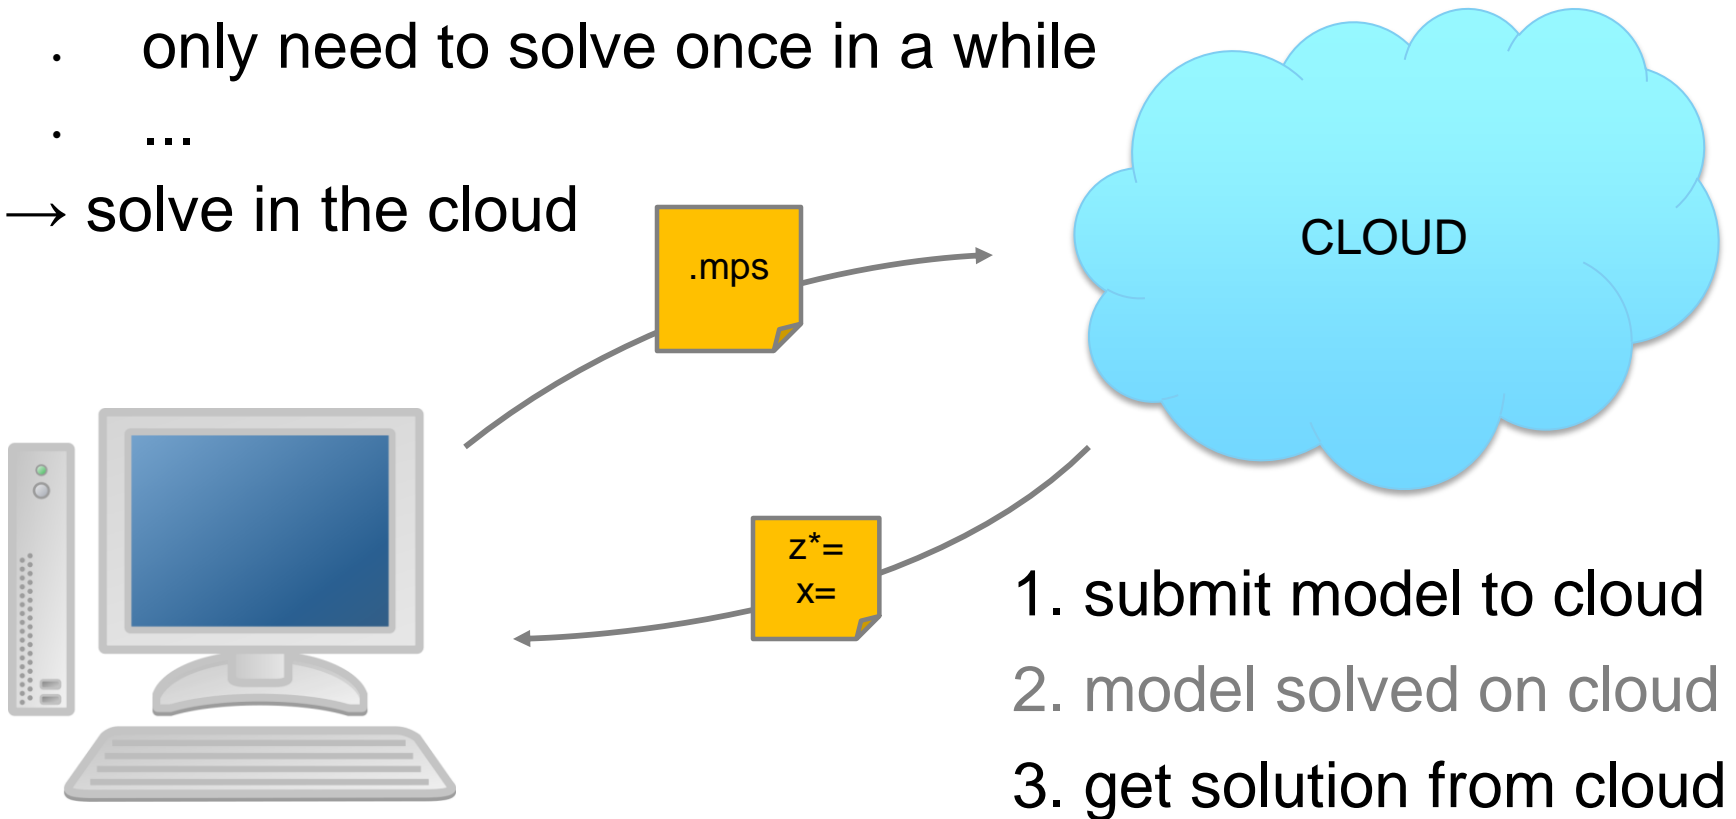 · only need to solve once in a while
· ...
→ solve in the cloud
.mps
CLOUD
z*=
x=
1. submit model to cloud
2. model solved on cloud
3. get solution from cloud